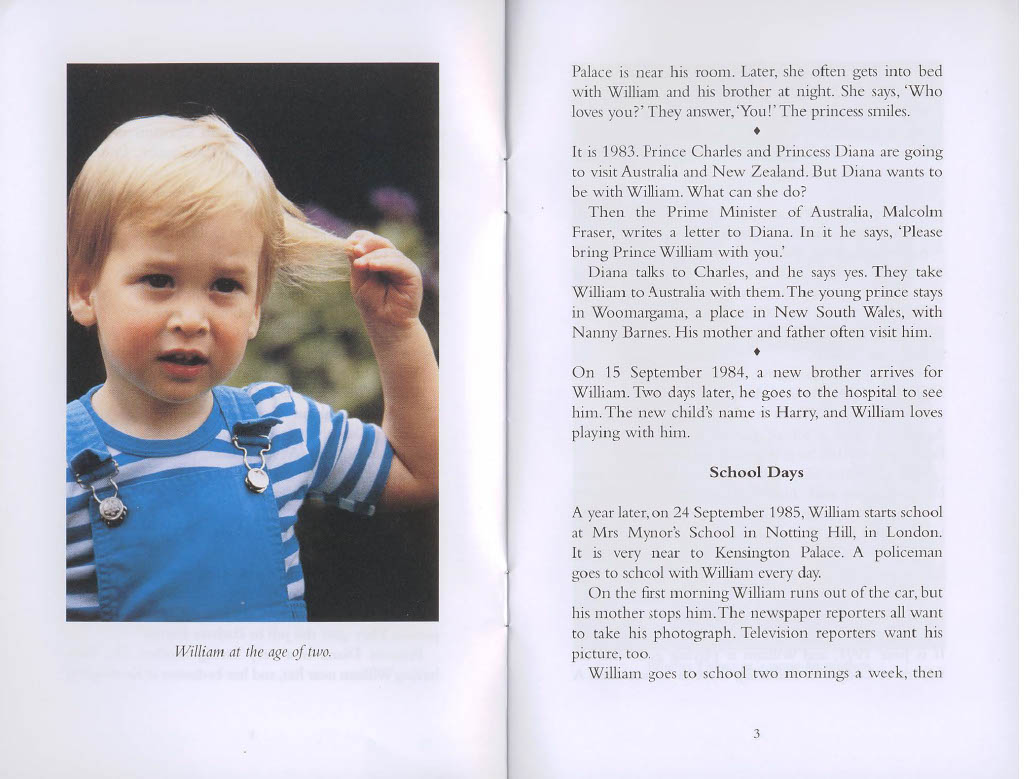 William at the age of two.
Palace is near his room. Later, she often gets into bed
with William and his brother at night. She says, ‘Who
loves you?’ They answer, ‘You!’ The princess smiles.
♦
It is 1983. Prince Charles and Princess Diana are going
to visit Australia and New Zealand. But Diana wants to
be with William. What can she do?
Then the Prime Minister of Australia, Malcolm
Fraser, writes a letter to Diana. In it he says, ‘Please
bring Prince William with you.’
Diana talks to Charles, and he says yes. They take
William to Australia with them. The young prince stays
in Woomargama, a place in New South Wales, with
Nanny Barnes. His mother and father often visit him.
♦
On 15 September 1984, a new brother arrives for
William. Two days later, he goes to the hospital to see
him. The new child’s name is Harry, and William loves
playing with him.
School Days
A year later, on 24 September 1985, William starts school
at Mrs Mynor’s School in Notting Hill, in London.
It is very near to Kensington Palace. A policeman
goes to school with William every day.
On the first morning William runs out of the car, but
his mother stops him. The newspaper reporters all want
to take his photograph. Television reporters want his
picture, too.
William goes to school two mornings a week, then
3